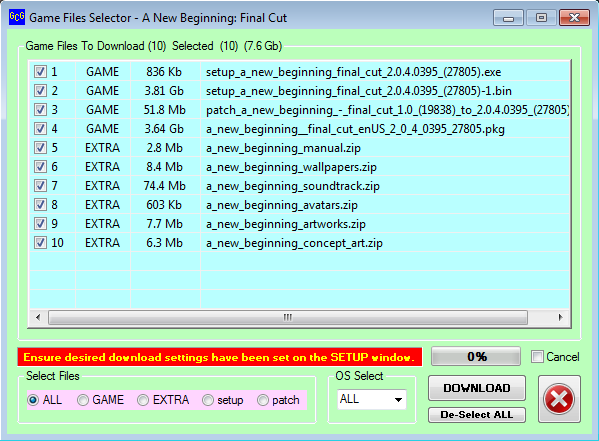 GCG Game Files Selector - A New Beginning: Final Cut
Game Files To Download (10) Selected (10) (7.6 Gb)
1 GAME 836 Kb setup_a_new_beginning_final_cut_2.0.4.0395_(27805).exe
2 GAME 3.81 Gb setup_a_new_beginning_final_cut_2.0.4.0395_(27805)-1.bin
3 GAME 51.8 Mb patch_a_new_beginning_-_final_cut_1.0_(19838)_to_2.0.4.0395_(27805)
4 GAME 3.64 Gb a_new_beginning__final_cut_enUS_2_0_4_0395_27805.pkg
5 EXTRA 2.8 Mb a_new_beginning_manual.zip
6 EXTRA 8.4 Mb a_new_beginning_wallpapers.zip
7 EXTRA 74.4 Mb a_new_beginning_soundtrack.zip
8 EXTRA 603 Kb a_new_beginning_avatars.zip
9 EXTRA 7.7 Mb a_new_beginning_artworks.zip
10 EXTRA 6.3 Mb a_new_beginning_concept_art.zip
Ensure desired download settings have been set on the SETUP window. 0% Cancel
Select Files OS Select
ALL GAME EXTRA setup patch ALL DOWNLOAD
De-Select ALL